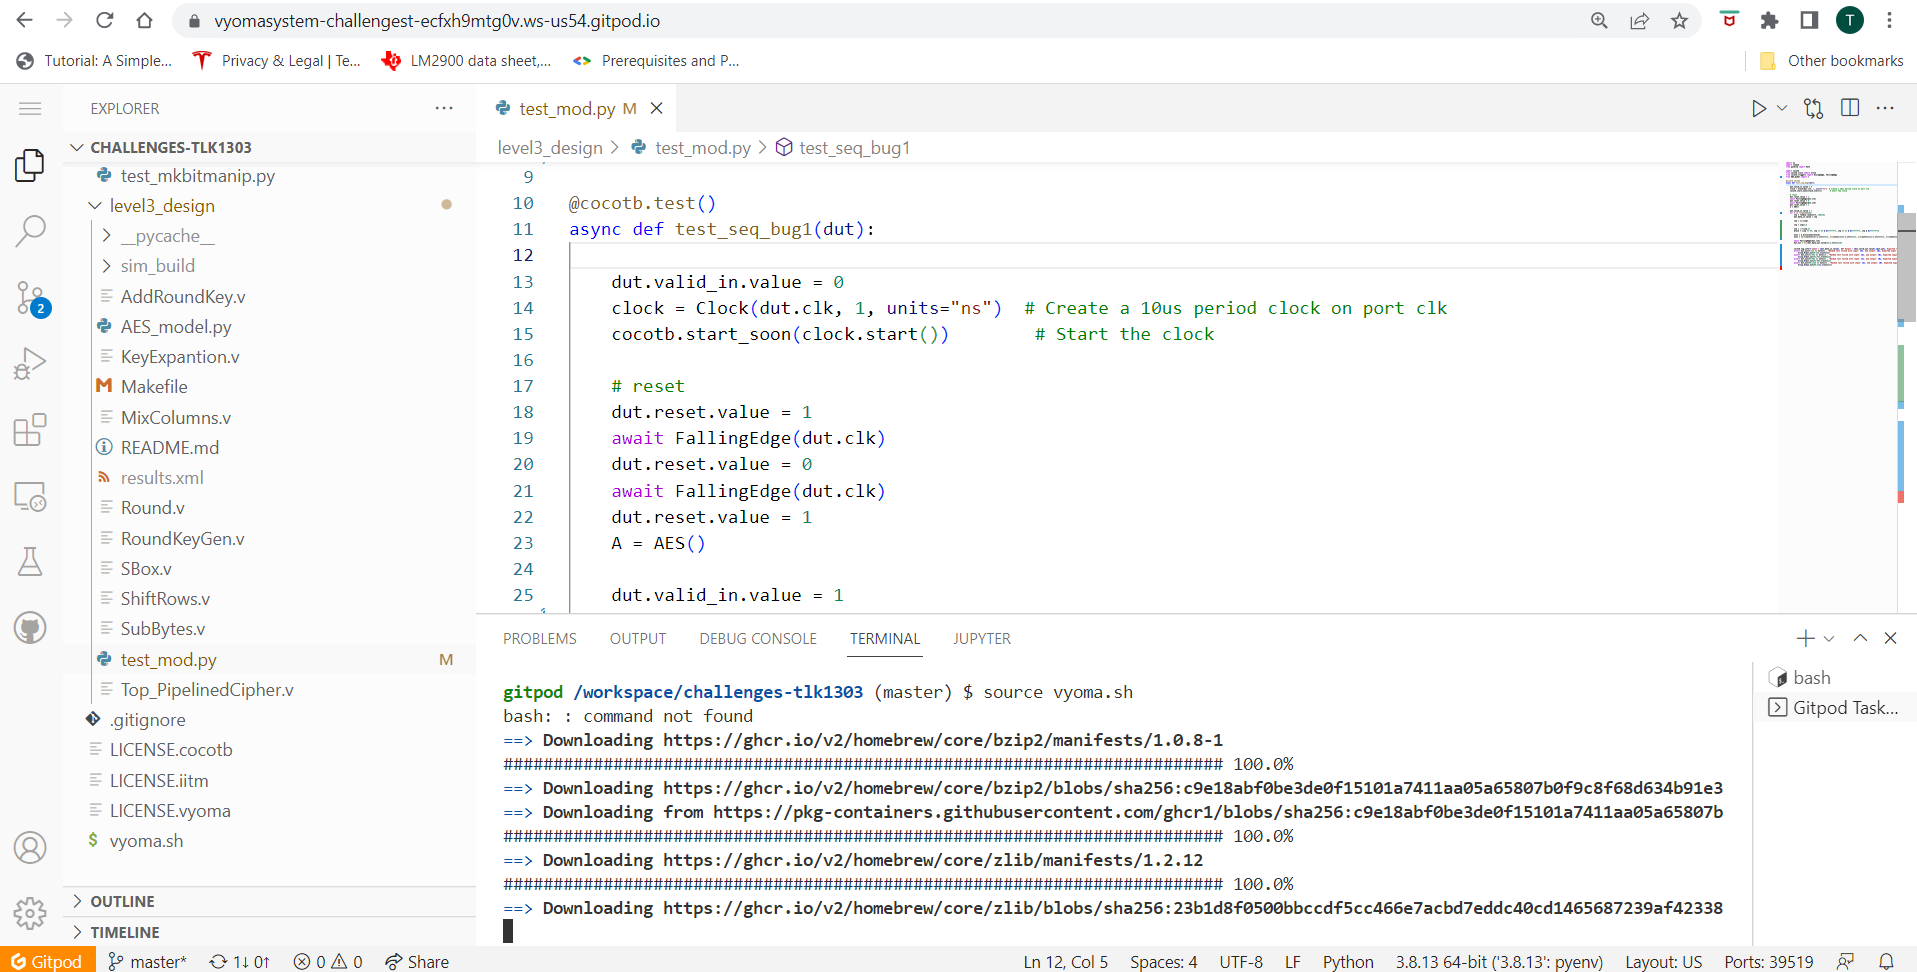 vyomasystem-challengest-ecfxh9mtg0v.ws-us54.gitpod.io
T
Tutorial: A Simple...
Privacy & Legal | Te...
LM2900 data sheet,...
Prerequisites and P...
Other bookmarks
EXPLORER
test_mod.py M
CHALLENGES-TLK1303
level3_design > test_mod.py > test_seq_bug1
test_mkbitmanip.py
level3_design
__pycache__
sim_build
AddRoundKey.v
AES_model.py
KeyExpantion.v
Makefile
MixColumns.v
README.md
results.xml
Round.v
RoundKeyGen.v
SBox.v
ShiftRows.v
SubBytes.v
test_mod.py M
Top_PipelinedCipher.v
.gitignore
LICENSE.cocotb
LICENSE.iitm
LICENSE.vyoma
$ vyoma.sh
OUTLINE
TIMELINE
2
9
10 @cocotb.test()
11 async def test_seq_bug1(dut):
12
13 dut.valid_in.value = 0
14 clock = Clock(dut.clk, 1, units="ns") # Create a 10us period clock on port clk
15 cocotb.start_soon(clock.start()) # Start the clock
16
17 # reset
18 dut.reset.value = 1
19 await FallingEdge(dut.clk)
20 dut.reset.value = 0
21 await FallingEdge(dut.clk)
22 dut.reset.value = 1
23 A = AES()
24
25 dut.valid_in.value = 1
PROBLEMS OUTPUT DEBUG CONSOLE TERMINAL JUPYTER
gitpod /workspace/challenges-tlk1303 (master) $ source vyoma.sh
bash: : command not found
==> Downloading https://ghcr.io/v2/homebrew/core/bzip2/manifests/1.0.8-1
######################################################################## 100.0%
==> Downloading https://ghcr.io/v2/homebrew/core/bzip2/blobs/sha256:c9e18abf0be3de0f15101a7411aa05a65807b0f9c8f68d634b91e3
==> Downloading from https://pkg-containers.githubusercontent.com/ghcr1/blobs/sha256:c9e18abf0be3de0f15101a7411aa05a65807b
######################################################################## 100.0%
==> Downloading https://ghcr.io/v2/homebrew/core/zlib/manifests/1.2.12
######################################################################## 100.0%
==> Downloading https://ghcr.io/v2/homebrew/core/zlib/blobs/sha256:23b1d8f0500bbccdf5cc466e7acbd7eddc40cd1465687239af42338
bash
Gitpod Task...
Gitpod master* 1↓ 0↑ 0 0 Share
Ln 12, Col 5 Spaces: 4 UTF-8 LF Python 3.8.13 64-bit ('3.8.13': pyenv) Layout: US Ports: 39519